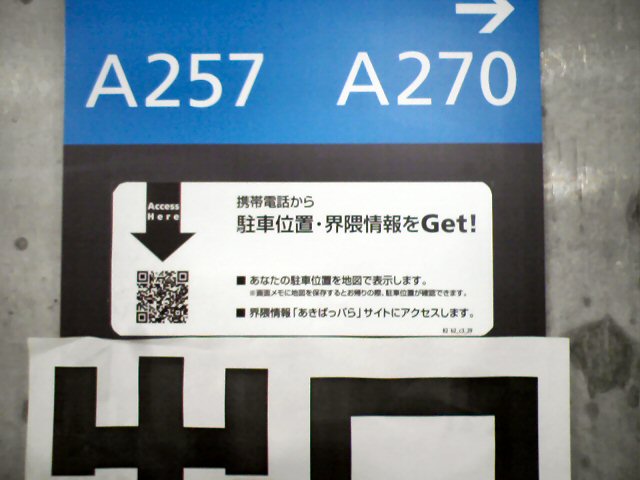 →
A257 A270
Access
Here
携帯電話から
駐車位置・界隈情報をGet!
■ あなたの駐車位置を地図で表示します。
※画面メモに地図を保存するとお帰りの際、駐車位置が確認できます。
■ 界隈情報「あきばっぱら」サイトにアクセスします。
出口